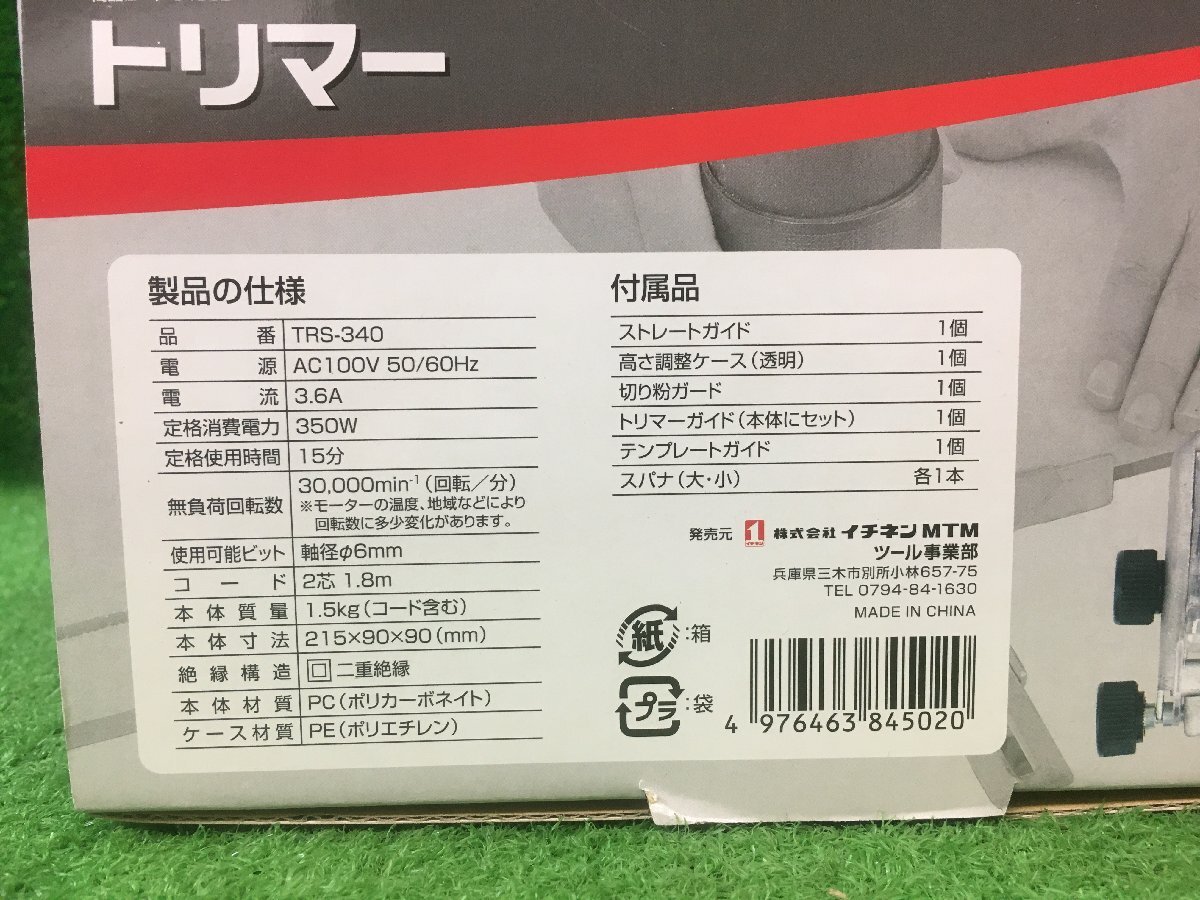 トリマー
製品の仕様
品番 TRS-340
電源 AC100V 50/60Hz
電流 3.6A
定格消費電力 350W
定格使用時間 15分
無負荷回転数 30,000min⁻¹(回転/分)
※モーターの温度、地域などにより
回転数に多少変化があります。
使用可能ビット 軸径φ6mm
コード 2芯 1.8m
本体質量 1.5kg(コード含む)
本体寸法 215×90×90(mm)
絶縁構造 回 二重絶縁
本体材質 PC(ポリカーボネイト)
ケース材質 PE(ポリエチレン)
付属品
ストレートガイド 1個
高さ調整ケース(透明) 1個
切り粉ガード 1個
トリマーガイド(本体にセット) 1個
テンプレートガイド 1個
スパナ(大・小) 各1本
発売元 1 イチネン 株式会社イチネンMTM
ツール事業部
兵庫県三木市別所小林657-75
TEL 0794-84-1630
MADE IN CHINA
紙:箱
プラ:袋
4 976463 845020